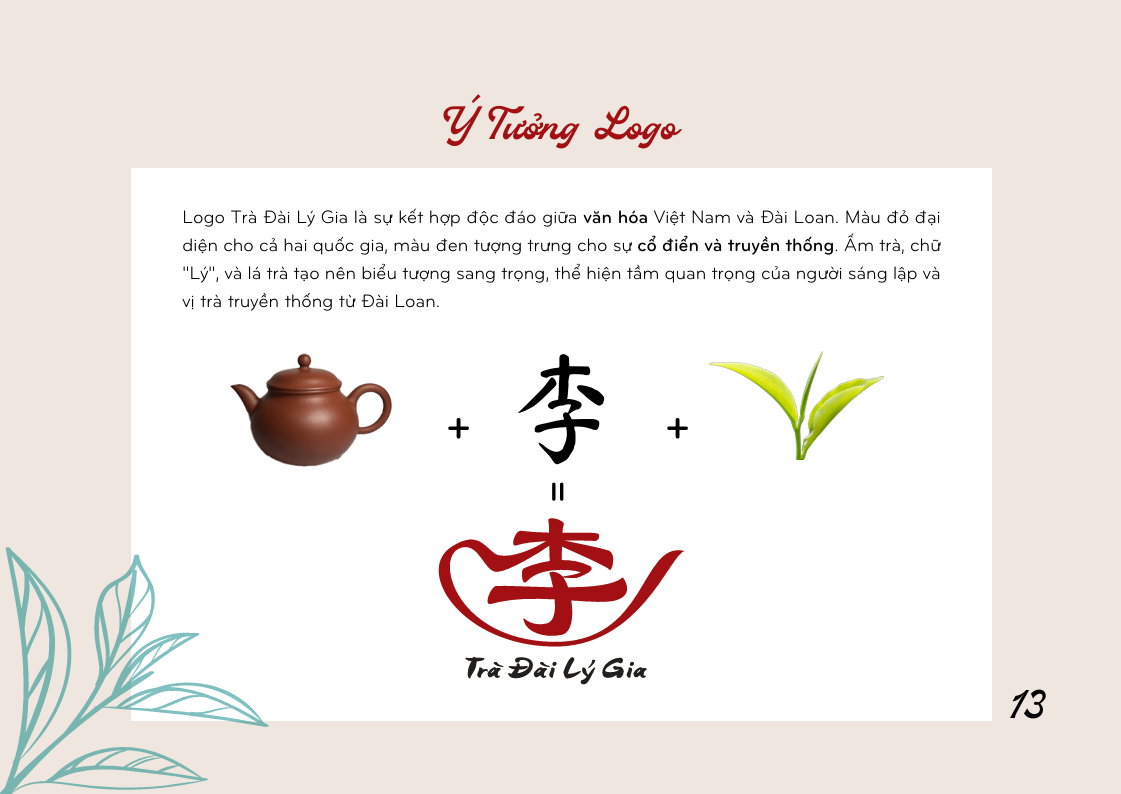 Ý Tưởng Logo
Logo Trà Đài Lý Gia là sự kết hợp độc đáo giữa văn hóa Việt Nam và Đài Loan. Màu đỏ đại
diện cho cả hai quốc gia, màu đen tượng trưng cho sự cổ điển và truyền thống. Ấm trà, chữ
"Lý", và lá trà tạo nên biểu tượng sang trọng, thể hiện tầm quan trọng của người sáng lập và
vị trà truyền thống từ Đài Loan.
+ 李 +
=
李
Trà Đài Lý Gia
13